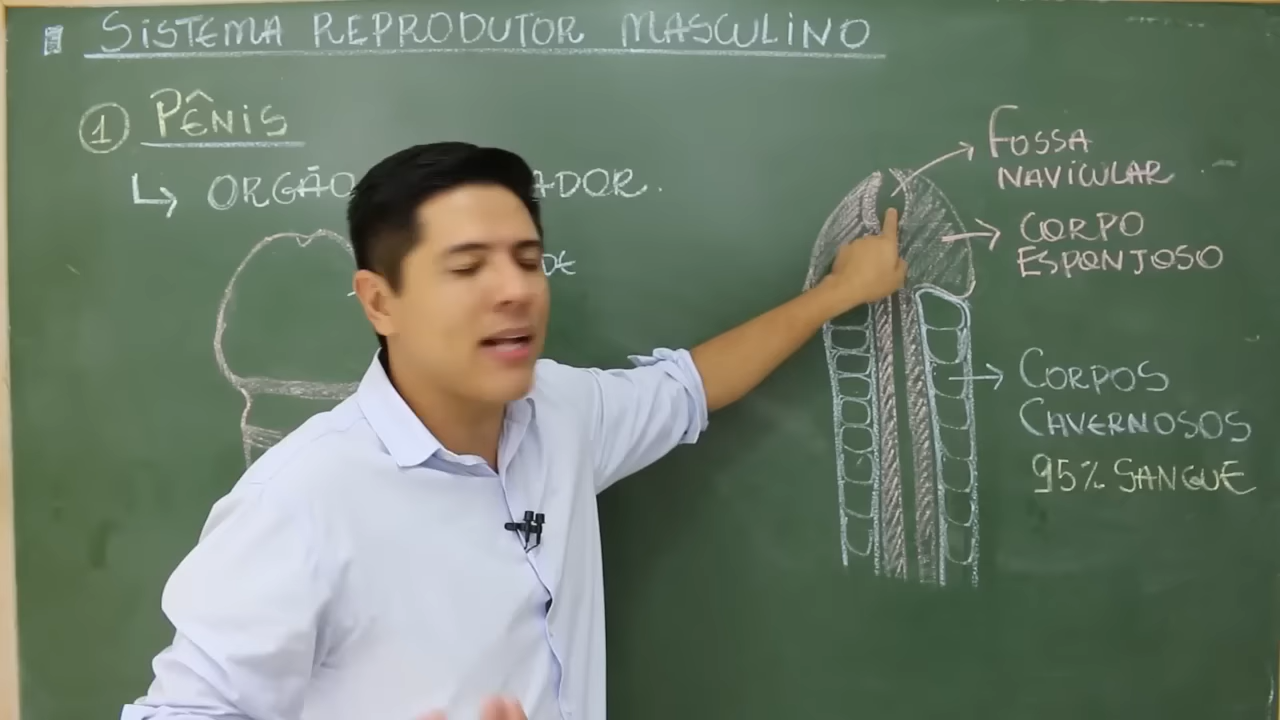 SISTEMA REPRODUTOR MASCULINO
1 PÊNIS
ORGÃO ADOR.
FOSSA
NAVICULAR
CORPO
ESPONJOSO
CORPOS
CAVERNOSOS
95% SANGUE